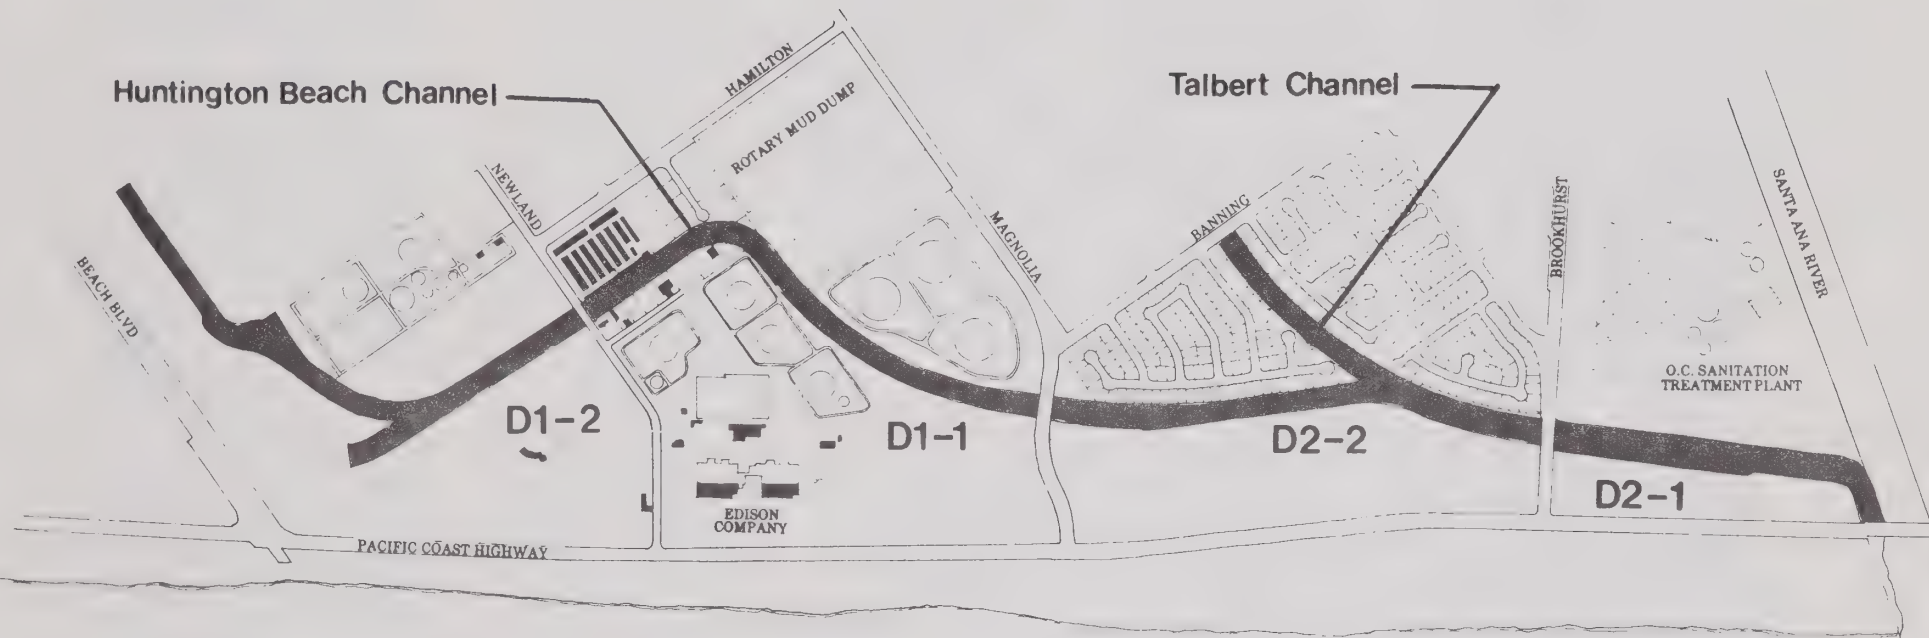 Huntington Beach Channel
Talbert Channel
HAMILTON
ROTARY MUD DUMP
NEWLAND
BEACH BLVD
MAGNOLIA
BANNING
BROOKHURST
SANTA ANA RIVER
O.C. SANITATION
TREATMENT PLANT
D1-2
D1-1
D2-2
D2-1
EDISON
COMPANY
PACIFIC COAST HIGHWAY